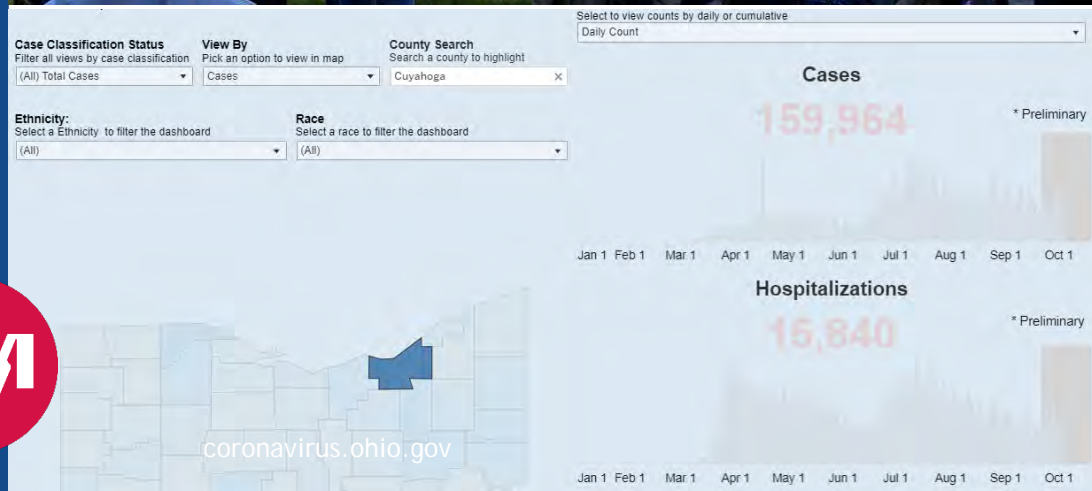 Select to view counts by daily or cumulative
Daily Count
Case Classification Status
Filter all views by case classification
(All) Total Cases
View By
Pick an option to view in map
Cases
County Search
Search a county to highlight
Cuyahoga
×
Ethnicity:
Select a Ethnicity to filter the dashboard
(All)
Race
Select a race to filter the dashboard
(All)
Cases
159,964
* Preliminary
Jan 1 Feb 1 Mar 1 Apr 1 May 1 Jun 1 Jul 1 Aug 1 Sep 1 Oct 1
Hospitalizations
15,840
* Preliminary
Jan 1 Feb 1 Mar 1 Apr 1 May 1 Jun 1 Jul 1 Aug 1 Sep 1 Oct 1
coronavirus.ohio.gov